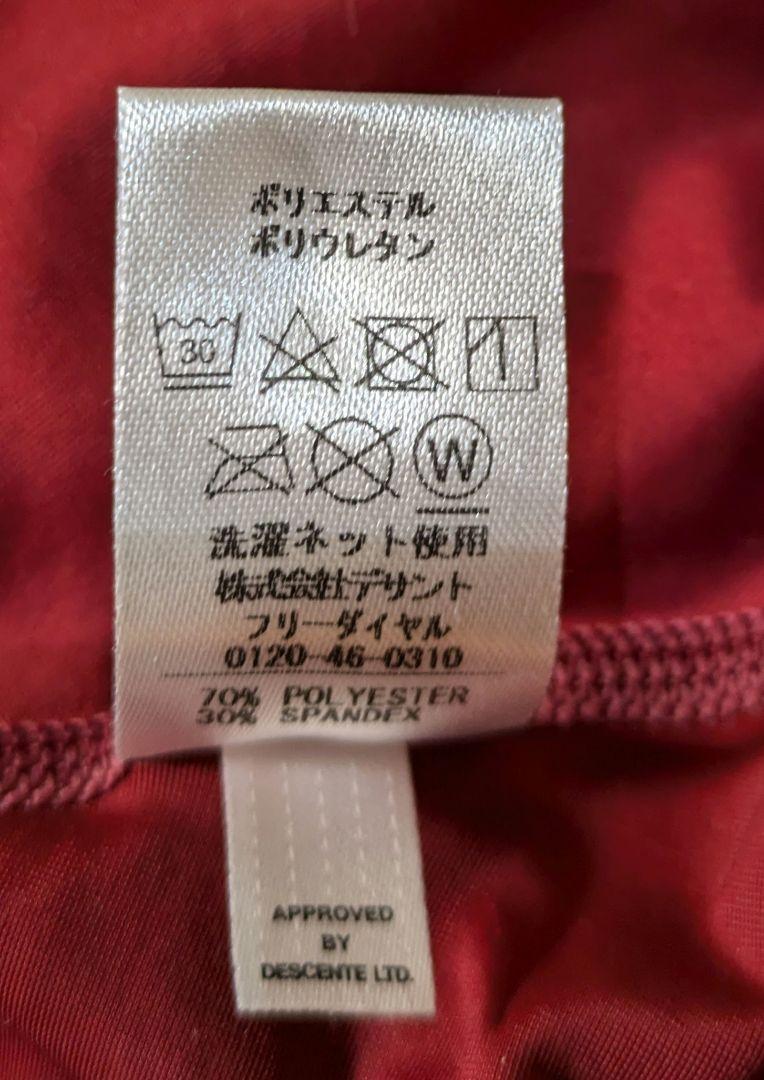 ポリエステル
ポリウレタン
30
W
洗濯ネット使用
株式会社デサント
フリーダイヤル
0120-46-0310
70% POLYESTER
30% SPANDEX
APPROVED
BY
DESCENTE LTD.